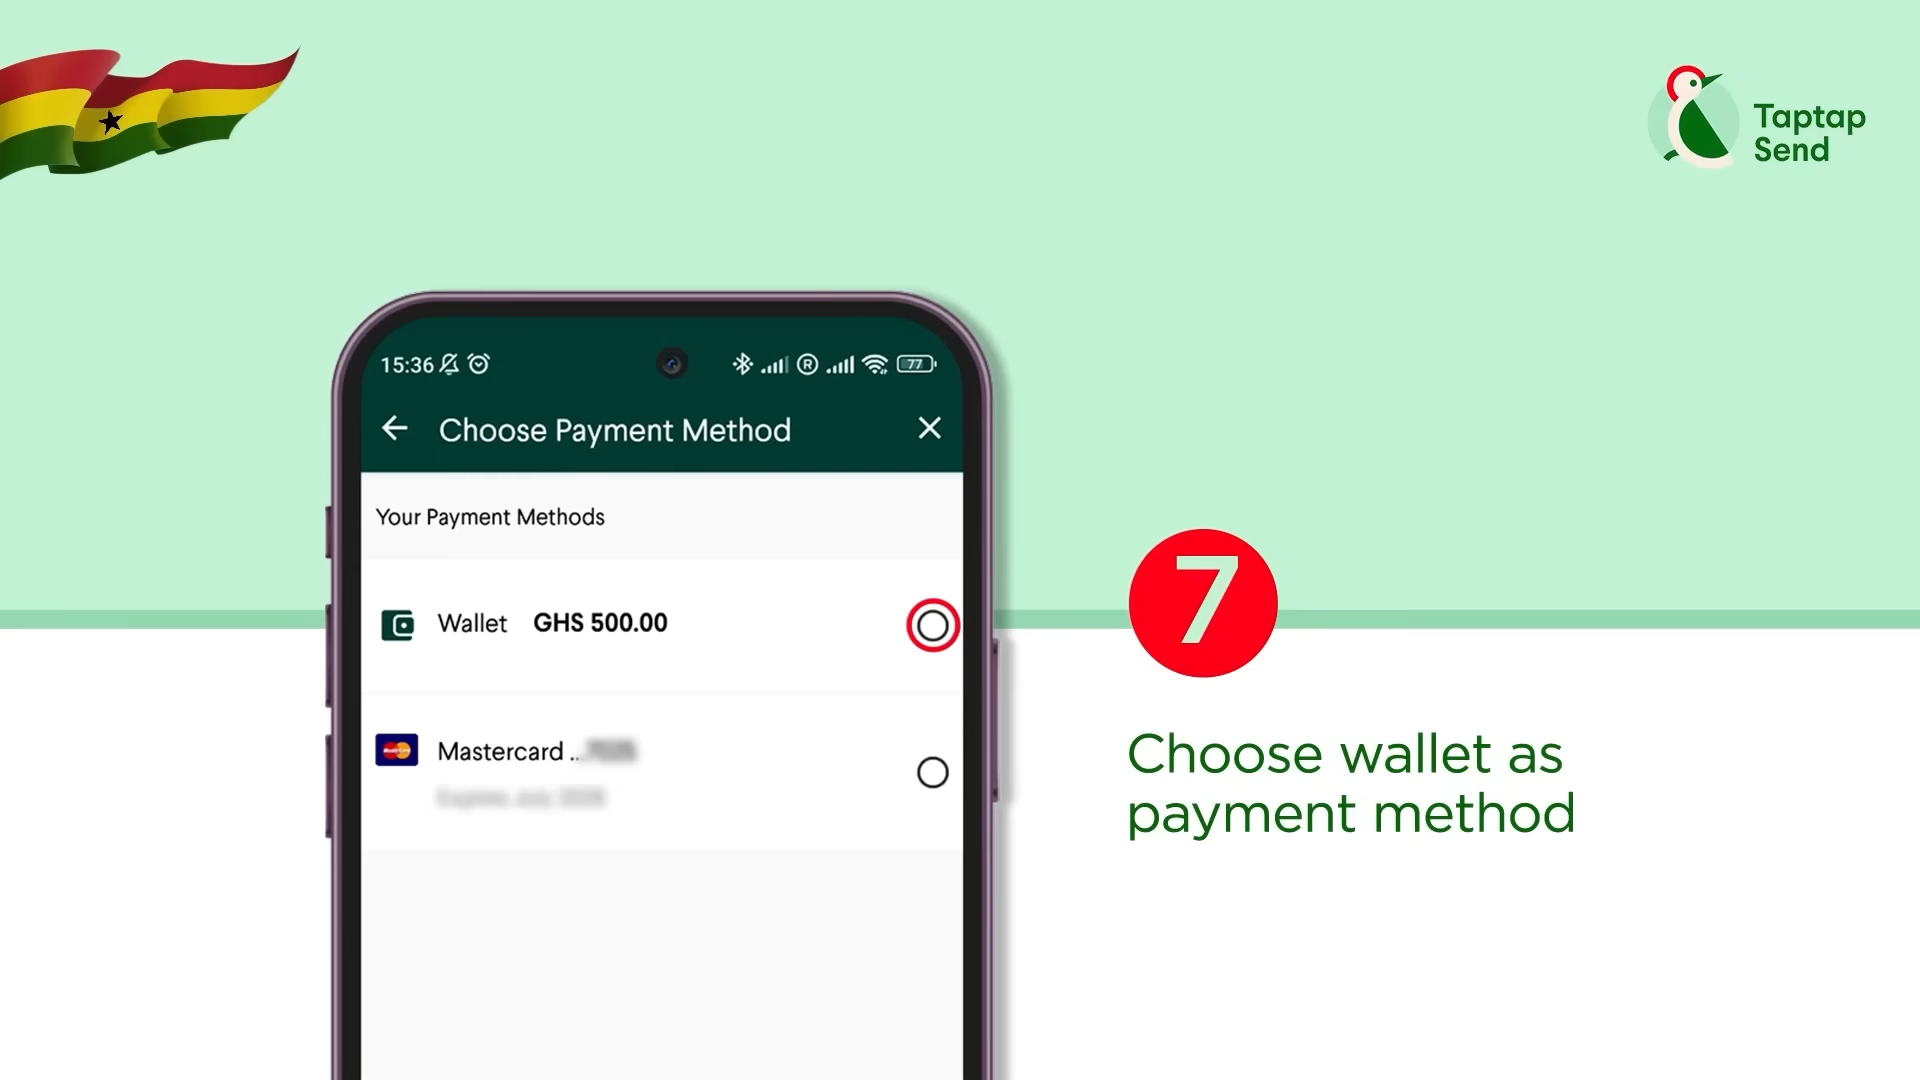 Taptap
Send
15:36
77
Choose Payment Method
Your Payment Methods
Wallet GHS 500.00
Mastercard ..
7
Choose wallet as
payment method